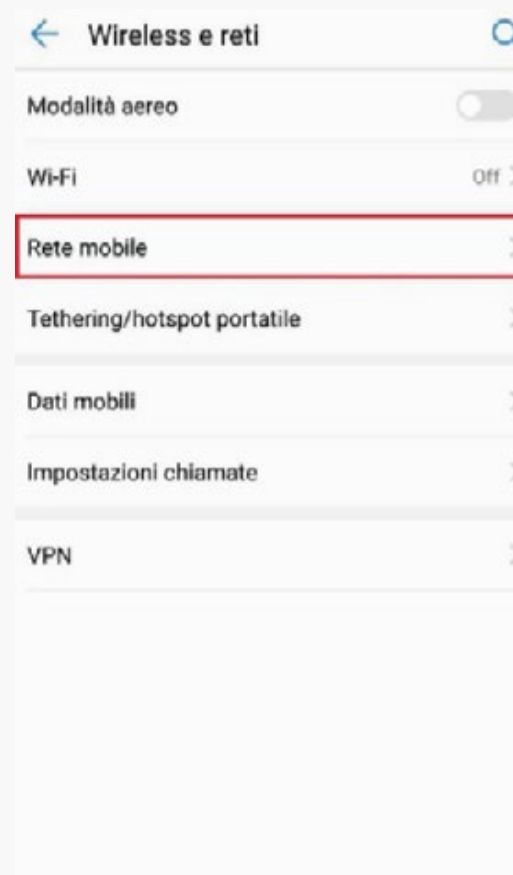 Wireless e reti
Modalità aereo
Wi-Fi
Off
Rete mobile
Tethering/hotspot portatile
Dati mobili
Impostazioni chiamate
VPN